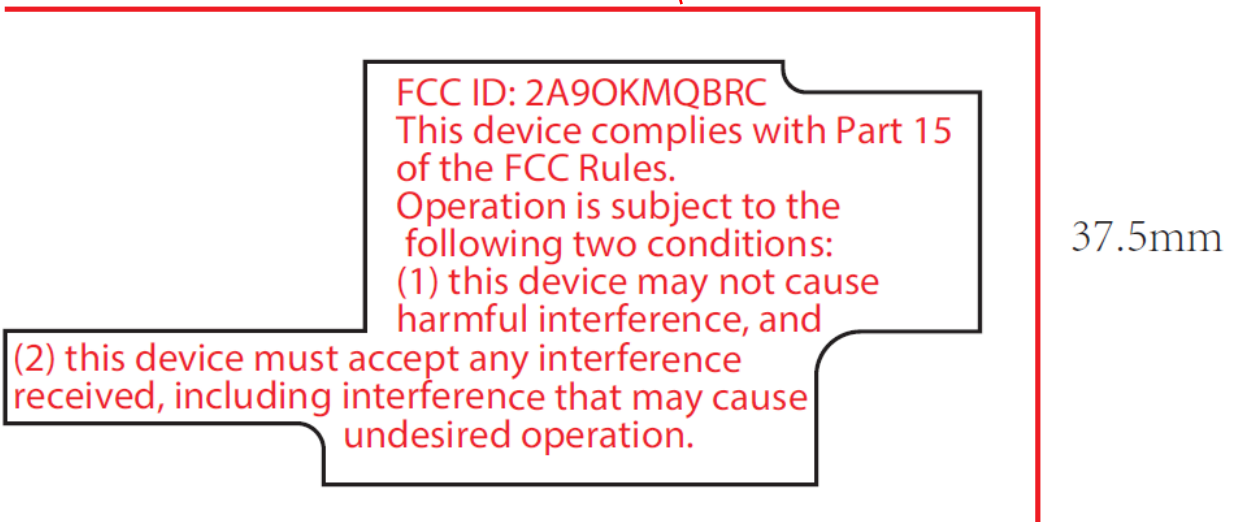 FCC ID: 2A9OKMQBRC
This device complies with Part 15
of the FCC Rules.
Operation is subject to the
following two conditions:
(1) this device may not cause
harmful interference, and
(2) this device must accept any interference
received, including interference that may cause
undesired operation.
37.5mm